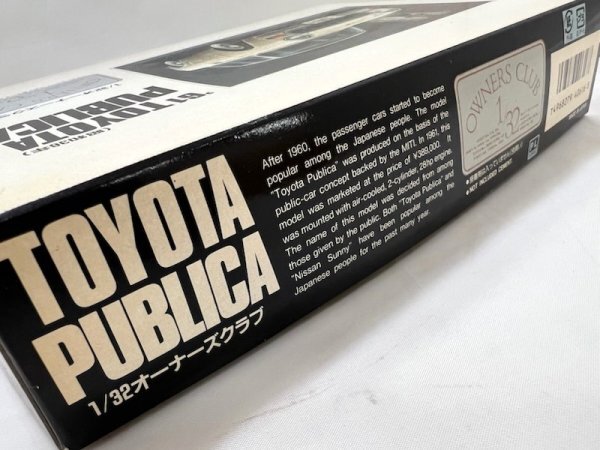 '61 TOYOTA
PUBLICA
TOYOTA
PUBLICA
1/32オーナーズクラブ
After 1960, the passenger cars started to become
popular among the Japanese people. The model
"Toyota Publica" was produced on the basis of the
public-car concept backed by the MITI. In 1961, this
model was marketed at the price of ¥389,000. It
was mounted with air-cooled, 2-cylinder, 28hp engine.
The name of this model was decided from among
those given by the public. Both "Toyota Publica" and
"Nissan Sunny" have been popular among the
Japanese people for the past many year.
OWNERS CLUB
1
32
NOT INCLUDED CEMENT